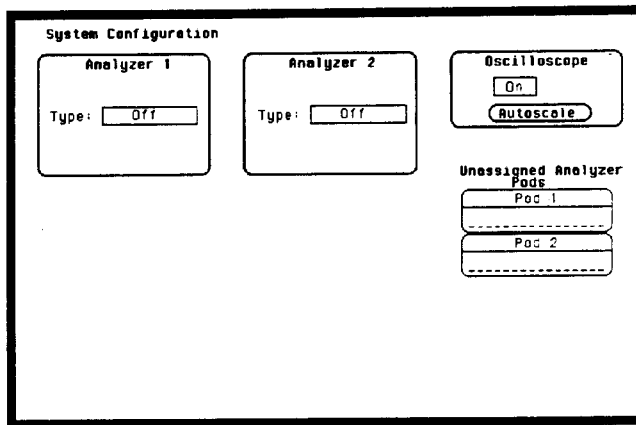 System Configuration
Analyzer 1
Type: Off
Analyzer 2
Type: Off
Oscilloscope
On
Autoscale
Unassigned Analyzer
Pods
Pod 1
Pod 2